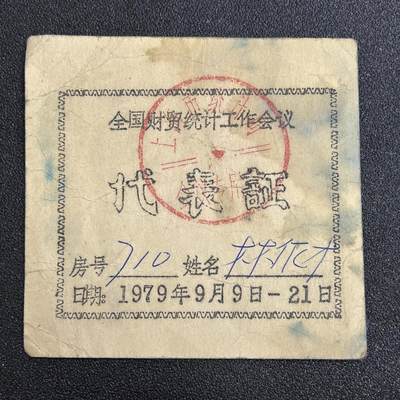 全国财贸统计工作会议
代表証
房号 710 姓名
日期: 1979年9月9日-21日